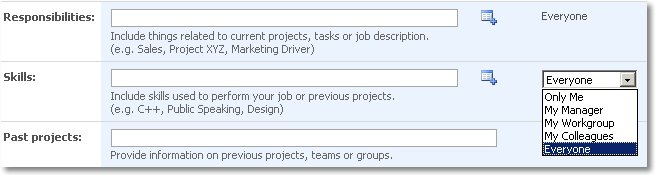 Responsibilities:
Everyone
Include things related to current projects, tasks or job description.
(e.g. Sales, Project XYZ, Marketing Driver)
Skills:
Everyone
Include skills used to perform your job or previous projects.
(e.g. C++, Public Speaking, Design)
Only Me
My Manager
My Workgroup
My Colleagues
Everyone
Past projects:
Provide information on previous projects, teams or groups.